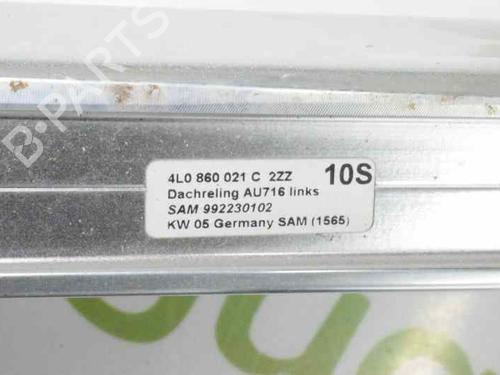 B-PARTS
4L0 860 021 C 2ZZ 10S
Dachreling AU716 links
SAM 992230102
KW 05 Germany SAM (1565)